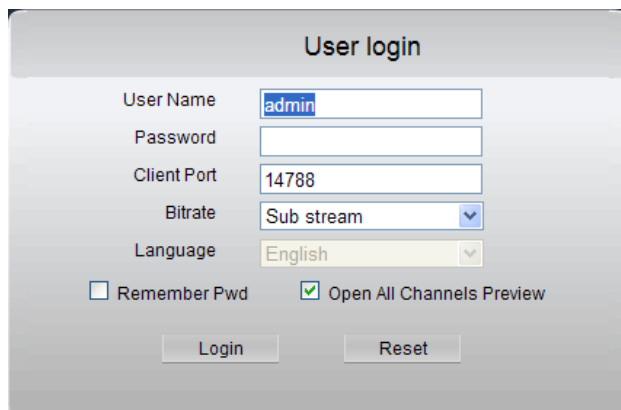 User login
User Name admin
Password
Client Port 14788
Bitrate Sub stream
Language English
Remember Pwd Open All Channels Preview
Login Reset